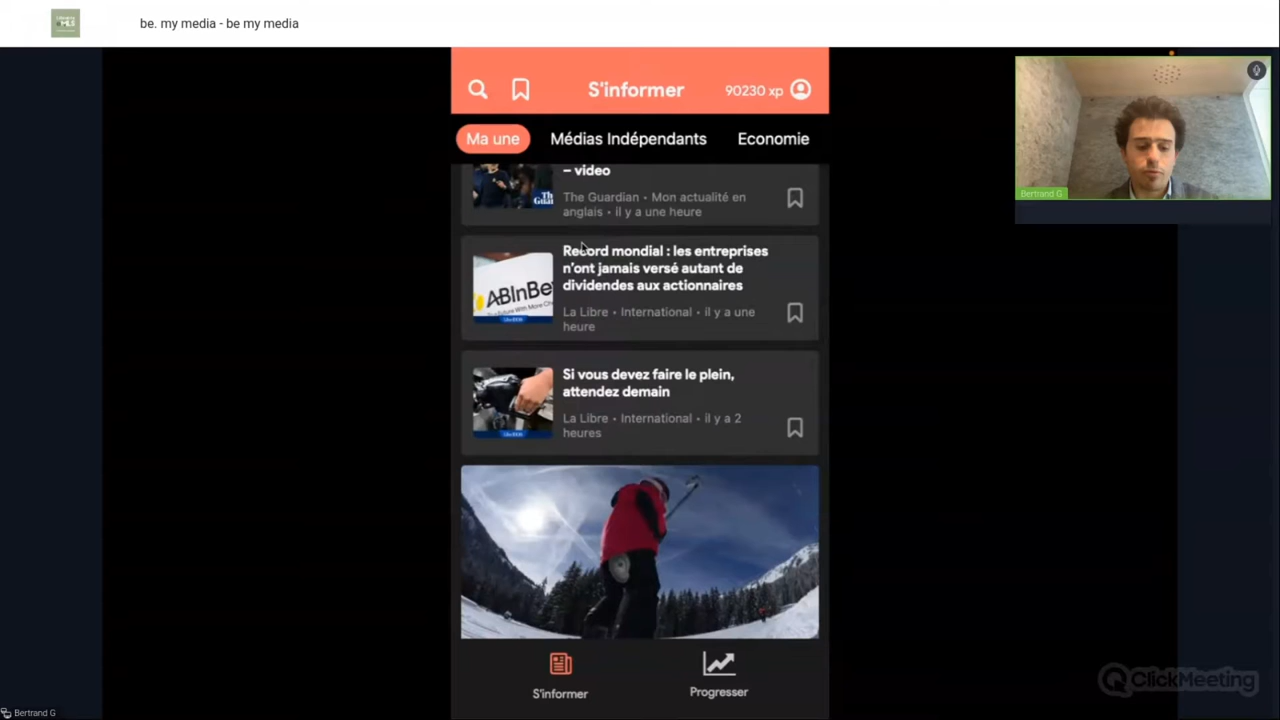 be. my media - be my media
S'informer
90230 xp
Ma une
Médias Indépendants
Economie
– video
The Guardian • Mon actualité en
anglais • il y a une heure
Record mondial : les entreprises
n'ont jamais versé autant de
dividendes aux actionnaires
La Libre • International • il y a une
heure
ABInBe
Si vous devez faire le plein,
attendez demain
La Libre • International • il y a 2
heures
S'informer
Progresser
Bertrand G
ClickMeeting
Bertrand G